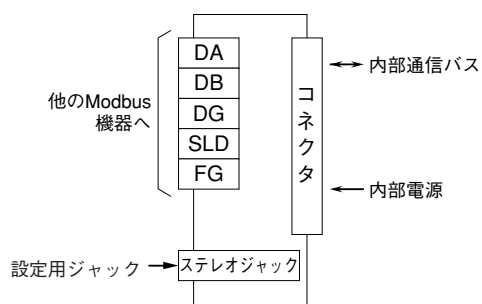 他のModbus
機器へ
DA
DB
DG
SLD
FG
コネクタ
内部通信バス
内部電源
設定用ジャック
ステレオジャック